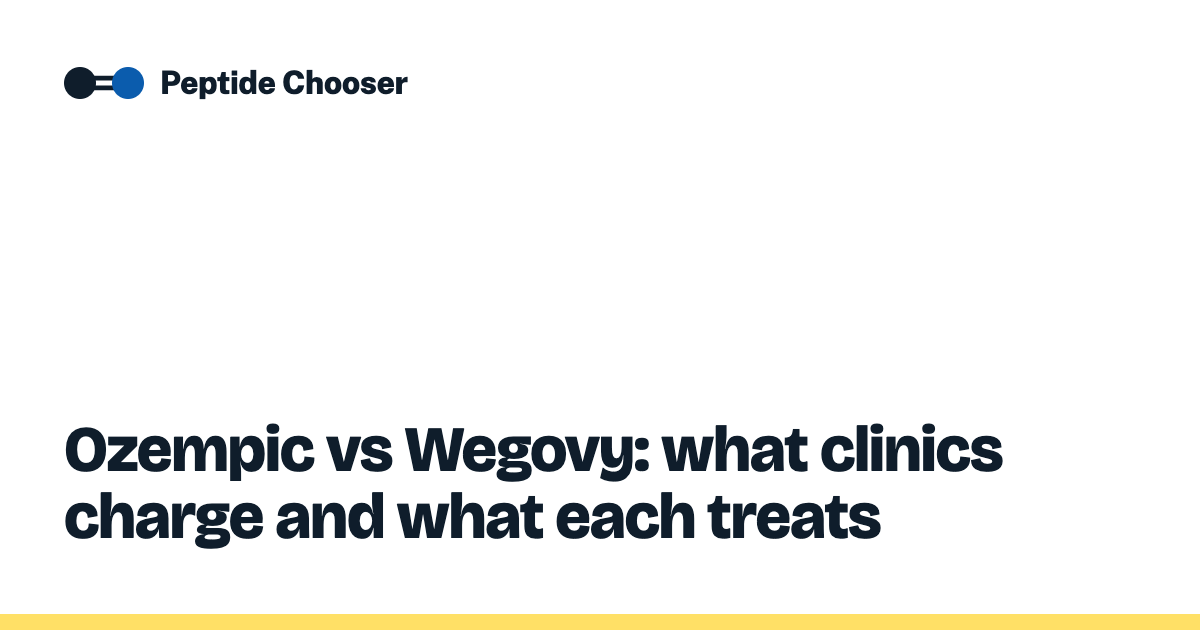 Peptide Chooser
Ozempic vs Wegovy: what clinics
charge and what each treats